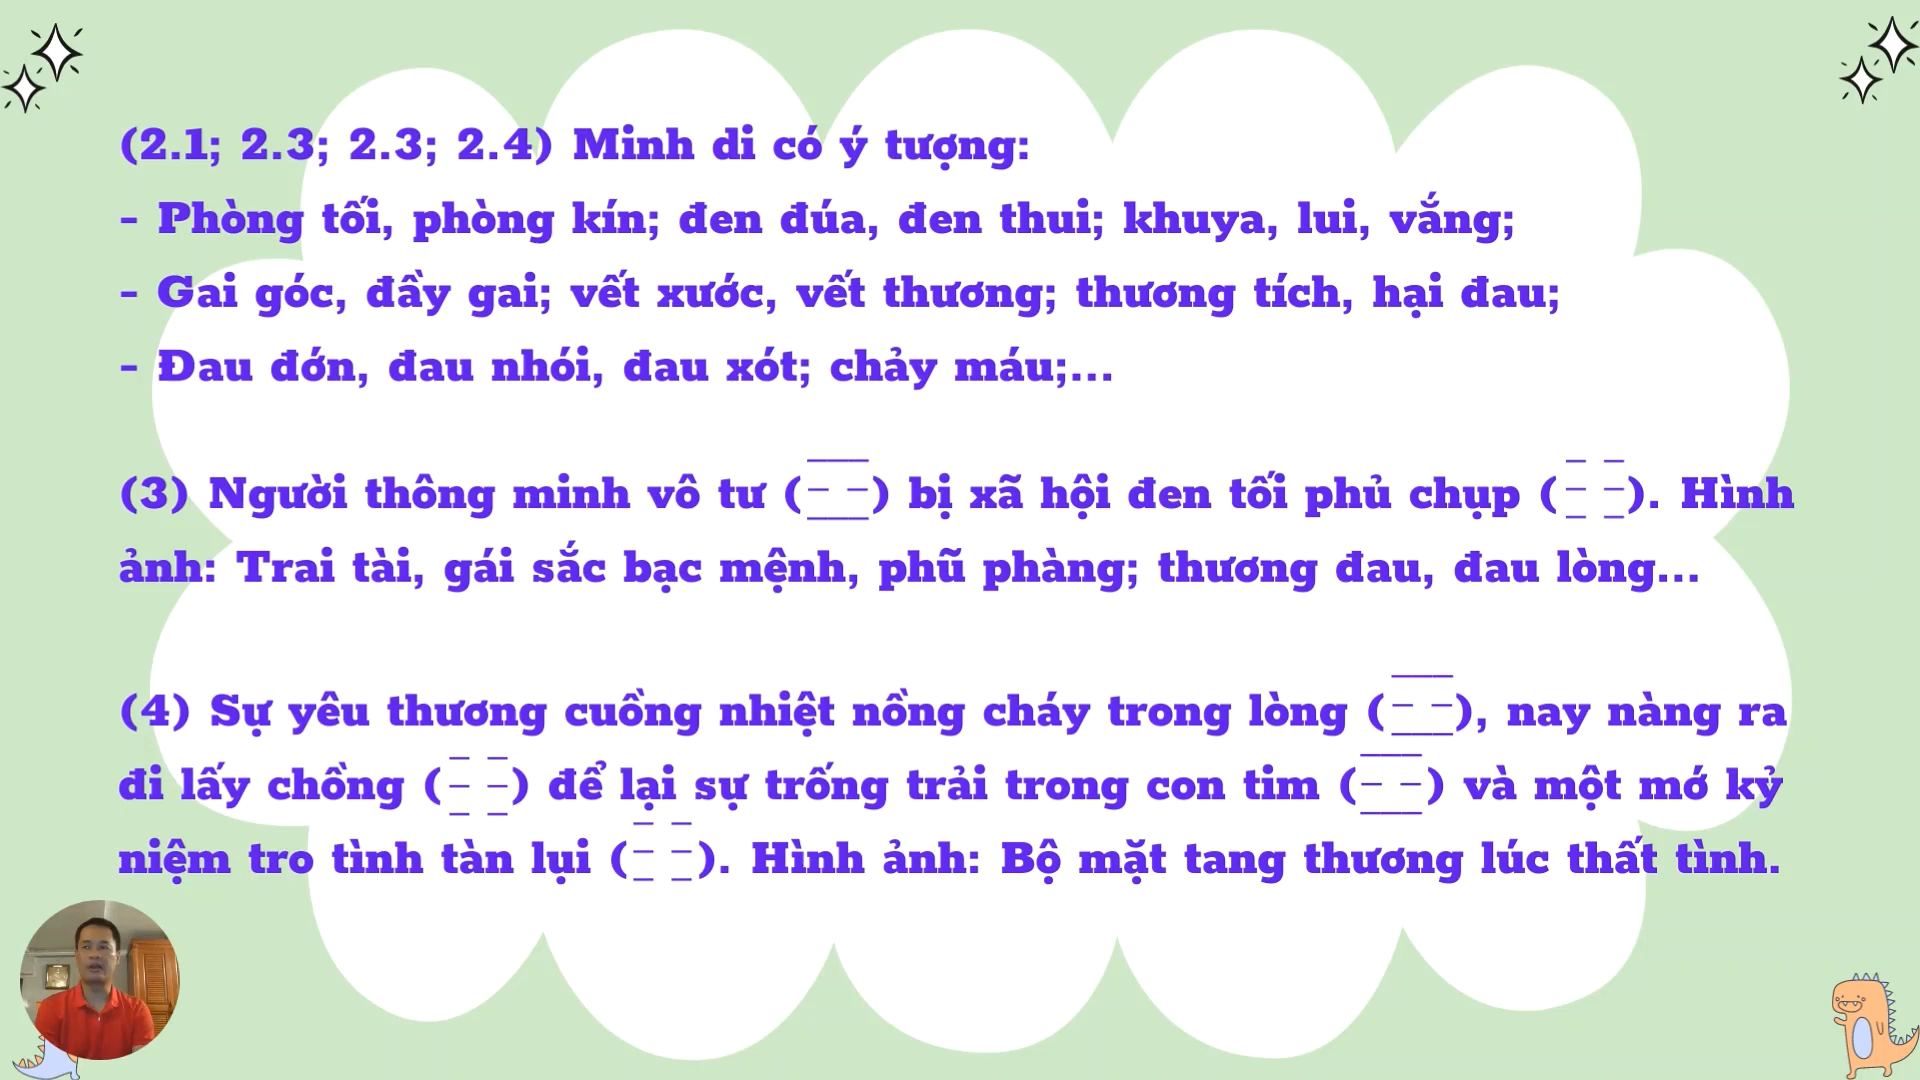 (2.1; 2.3; 2.3; 2.4) Minh di có ý tượng:
- Phòng tối, phòng kín; đen đúa, đen thui; khuya, lui, vắng;
- Gai góc, đầy gai; vết xước, vết thương; thương tích, hại đau;
- Đau đớn, đau nhói, đau xót; chảy máu;...
(3) Người thông minh vô tư (☲) bị xã hội đen tối phủ chụp (☷). Hình
ảnh: Trai tài, gái sắc bạc mệnh, phũ phàng; thương đau, đau lòng...
(4) Sự yêu thương cuồng nhiệt nồng cháy trong lòng (☲), nay nàng ra
đi lấy chồng (☷) để lại sự trống trải trong con tim (☲) và một mớ kỷ
niệm tro tình tàn lụi (☷). Hình ảnh: Bộ mặt tang thương lúc thất tình.